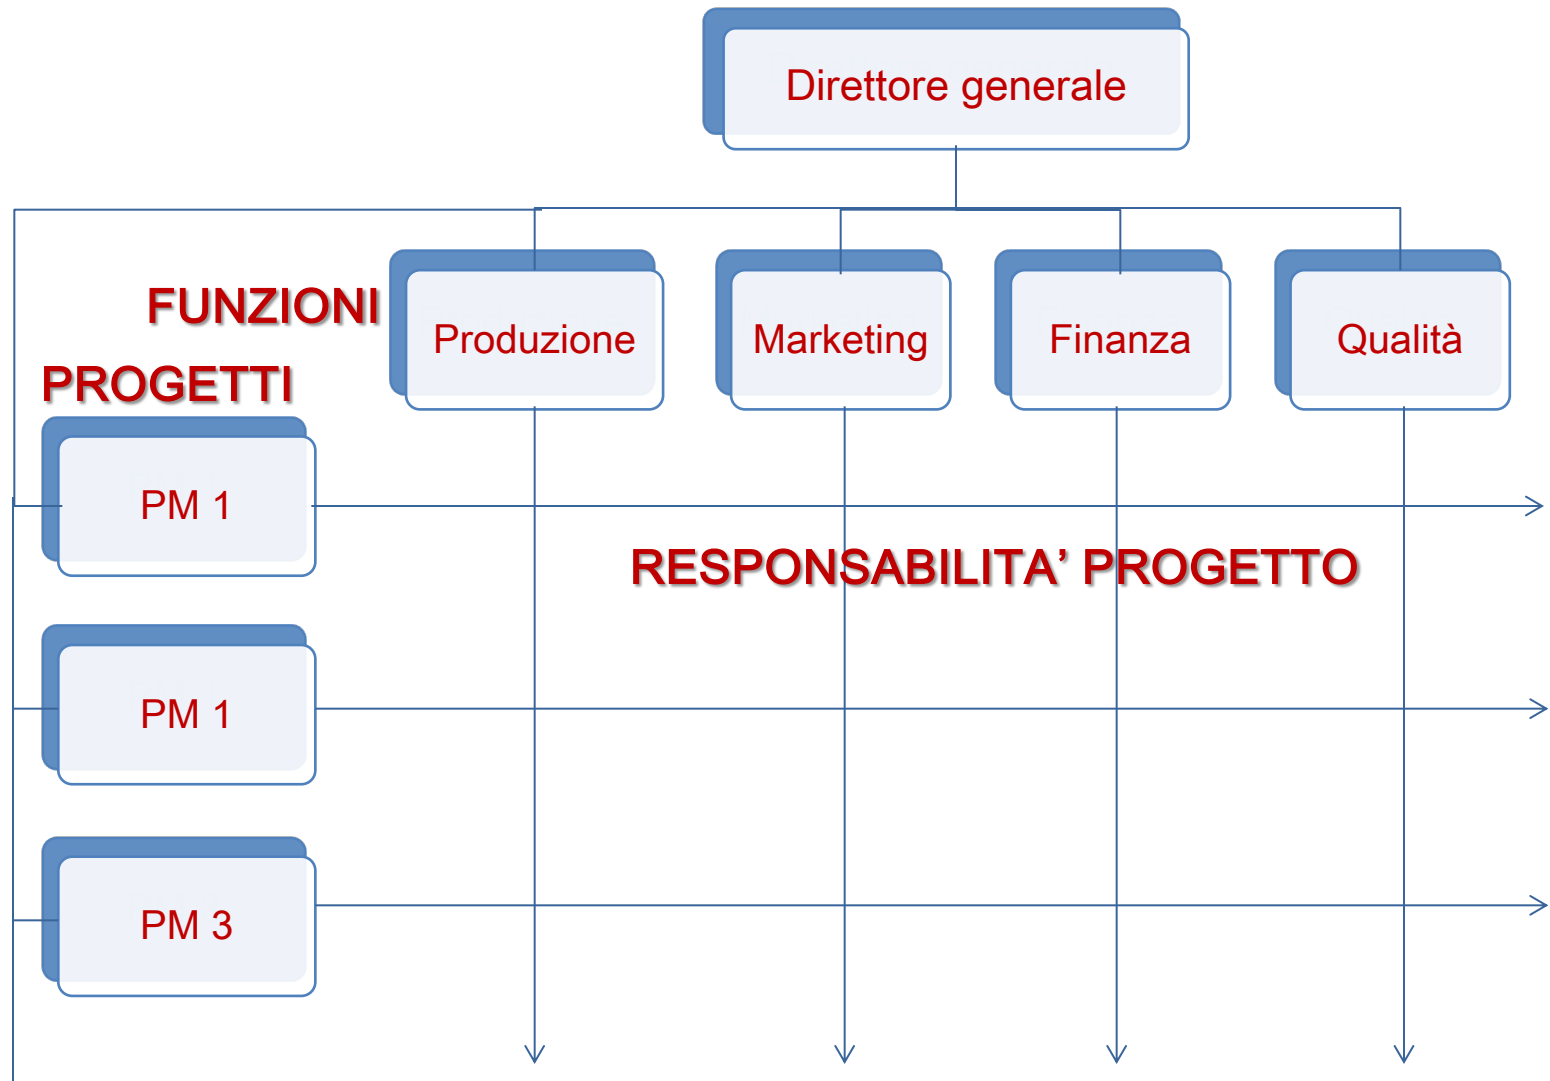 Direttore generale
FUNZIONI
Produzione
Marketing
Finanza
Qualità
PROGETTI
PM 1
RESPONSABILITA’ PROGETTO
PM 1
PM 3